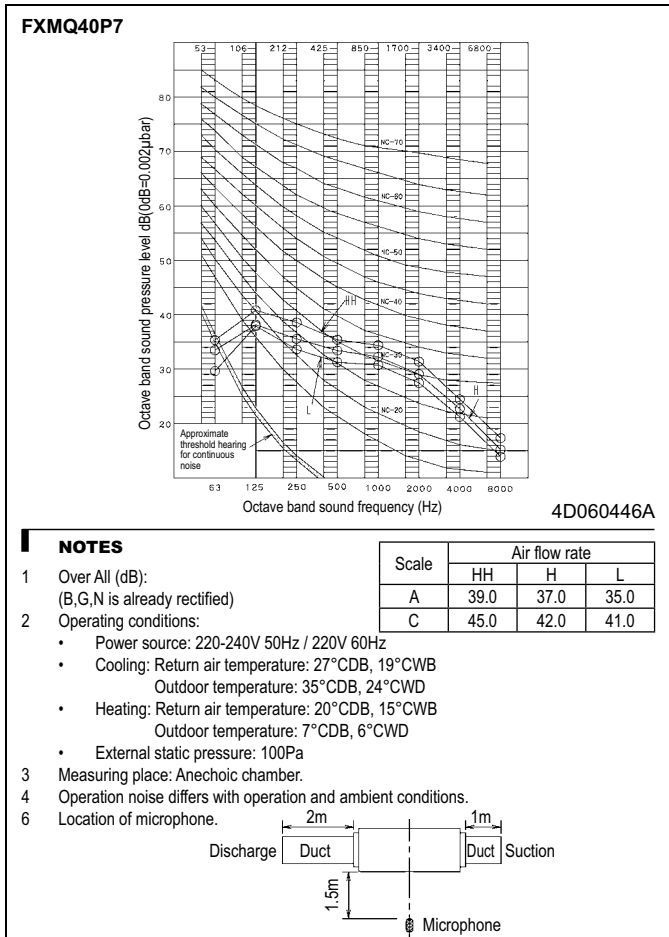 FXMQ40P7
53 106 212 425 850 1700 3400 6800
80
70
60
50
40
30
20
Octave band sound pressure level dB(0dB=0.002µbar)
NC-70
NC-60
NC-50
NC-40
NC-30
NC-20
HH
H
L
Approximate
threshold hearing
for continuous
noise
63 125 250 500 1000 2000 4000 8000
Octave band sound frequency (Hz)
4D060446A
NOTES
1 Over All (dB):
(B,G,N is already rectified)
Scale Air flow rate
HH H L
A 39.0 37.0 35.0
C 45.0 42.0 41.0
2 Operating conditions:
• Power source: 220-240V 50Hz / 220V 60Hz
• Cooling: Return air temperature: 27°CDB, 19°CWB
Outdoor temperature: 35°CDB, 24°CWD
• Heating: Return air temperature: 20°CDB, 15°CWB
Outdoor temperature: 7°CDB, 6°CWD
• External static pressure: 100Pa
3 Measuring place: Anechoic chamber.
4 Operation noise differs with operation and ambient conditions.
6 Location of microphone.
2m 1m
Discharge Duct Duct Suction
1.5m
Microphone